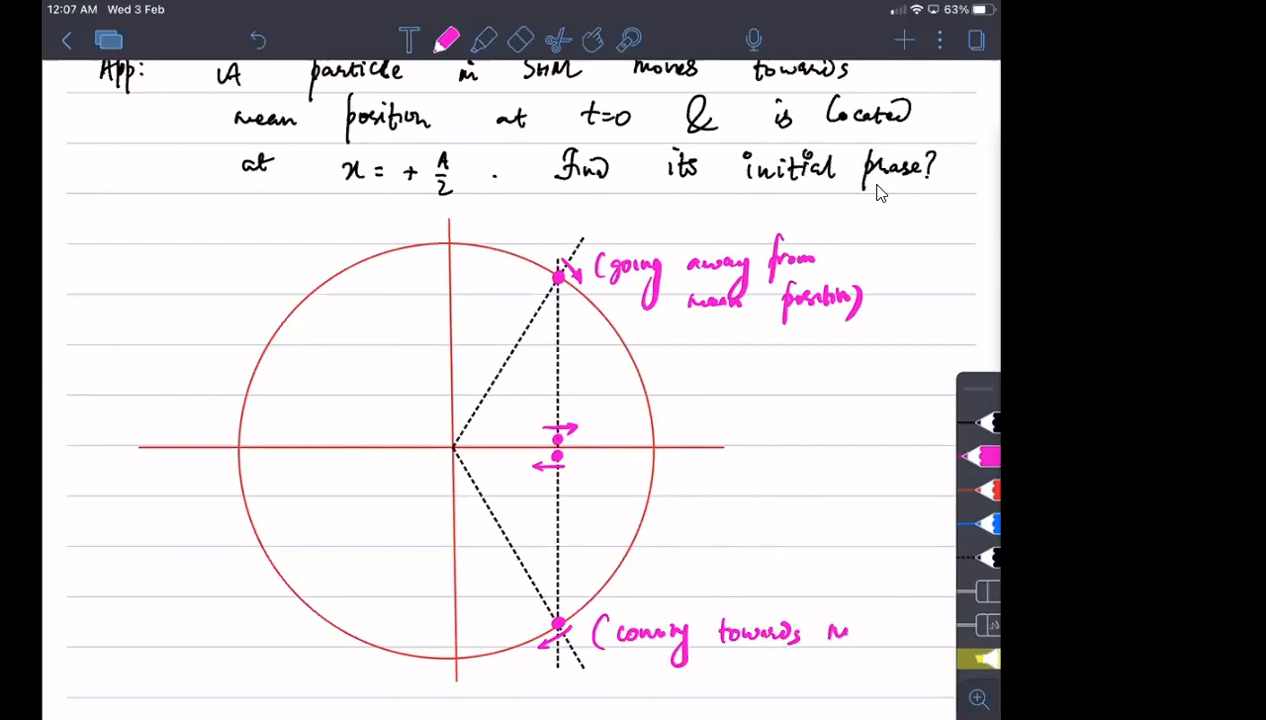 12:07 AM Wed 3 Feb
63%
App: A particle in SHM moves towards
mean position at t=0 & is located
at x = + A/2 . Find its initial phase?
(going away from
mean position)
(coming towards m